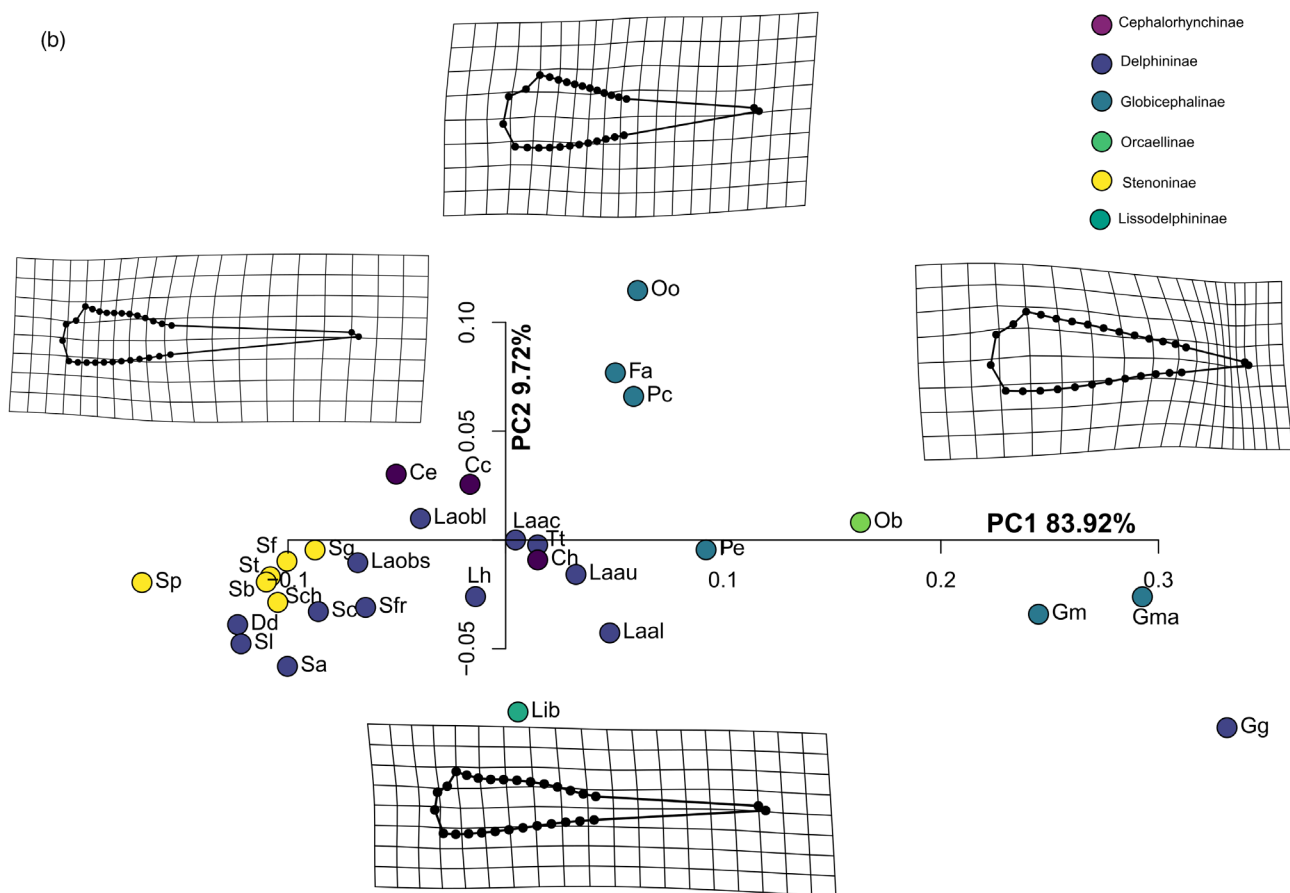 (b)
Cephalorhynchinae
Delphininae
Globicephalinae
Orcaellinae
Stenoninae
Lissodelphininae
Oo
0.10
Fa
Pc
PC2 9.72%
0.05
Ce
Cc
Laobl
Laac
Tt
Ch
Ob
PC1 83.92%
Sf
Sg
St
Laobs
Sp
Sb
−0.1
Sch
Lh
Laau
Pe
0.1
0.2
0.3
Sc
Sfr
Dd
Sl
Laal
Gm
Gma
Sa
−0.05
Lib
Gg